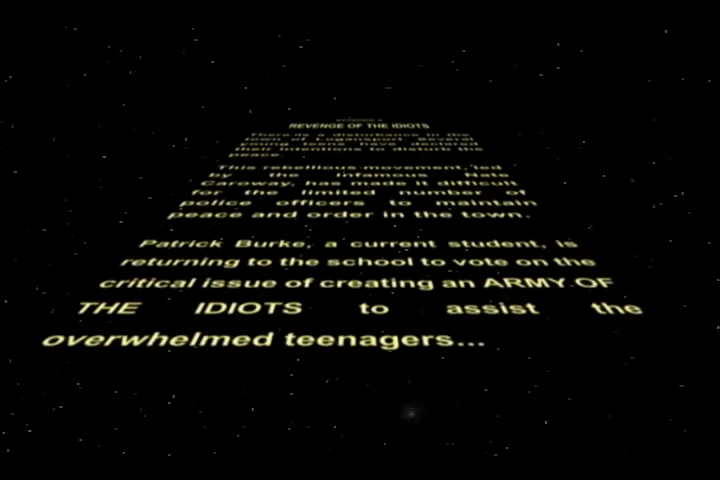 REVENGE OF THE IDIOTS
There is a disturbance in the
town of Logansport. Several
young teens have declared
their intentions to disturb the
peace.
This rebellious movement, led
by the infamous Nate
Caroway, has made it difficult
for the limited number of
police officers to maintain
peace and order in the town.
Patrick Burke, a current student, is
returning to the school to vote on the
critical issue of creating an ARMY OF
THE IDIOTS to assist the
overwhelmed teenagers...